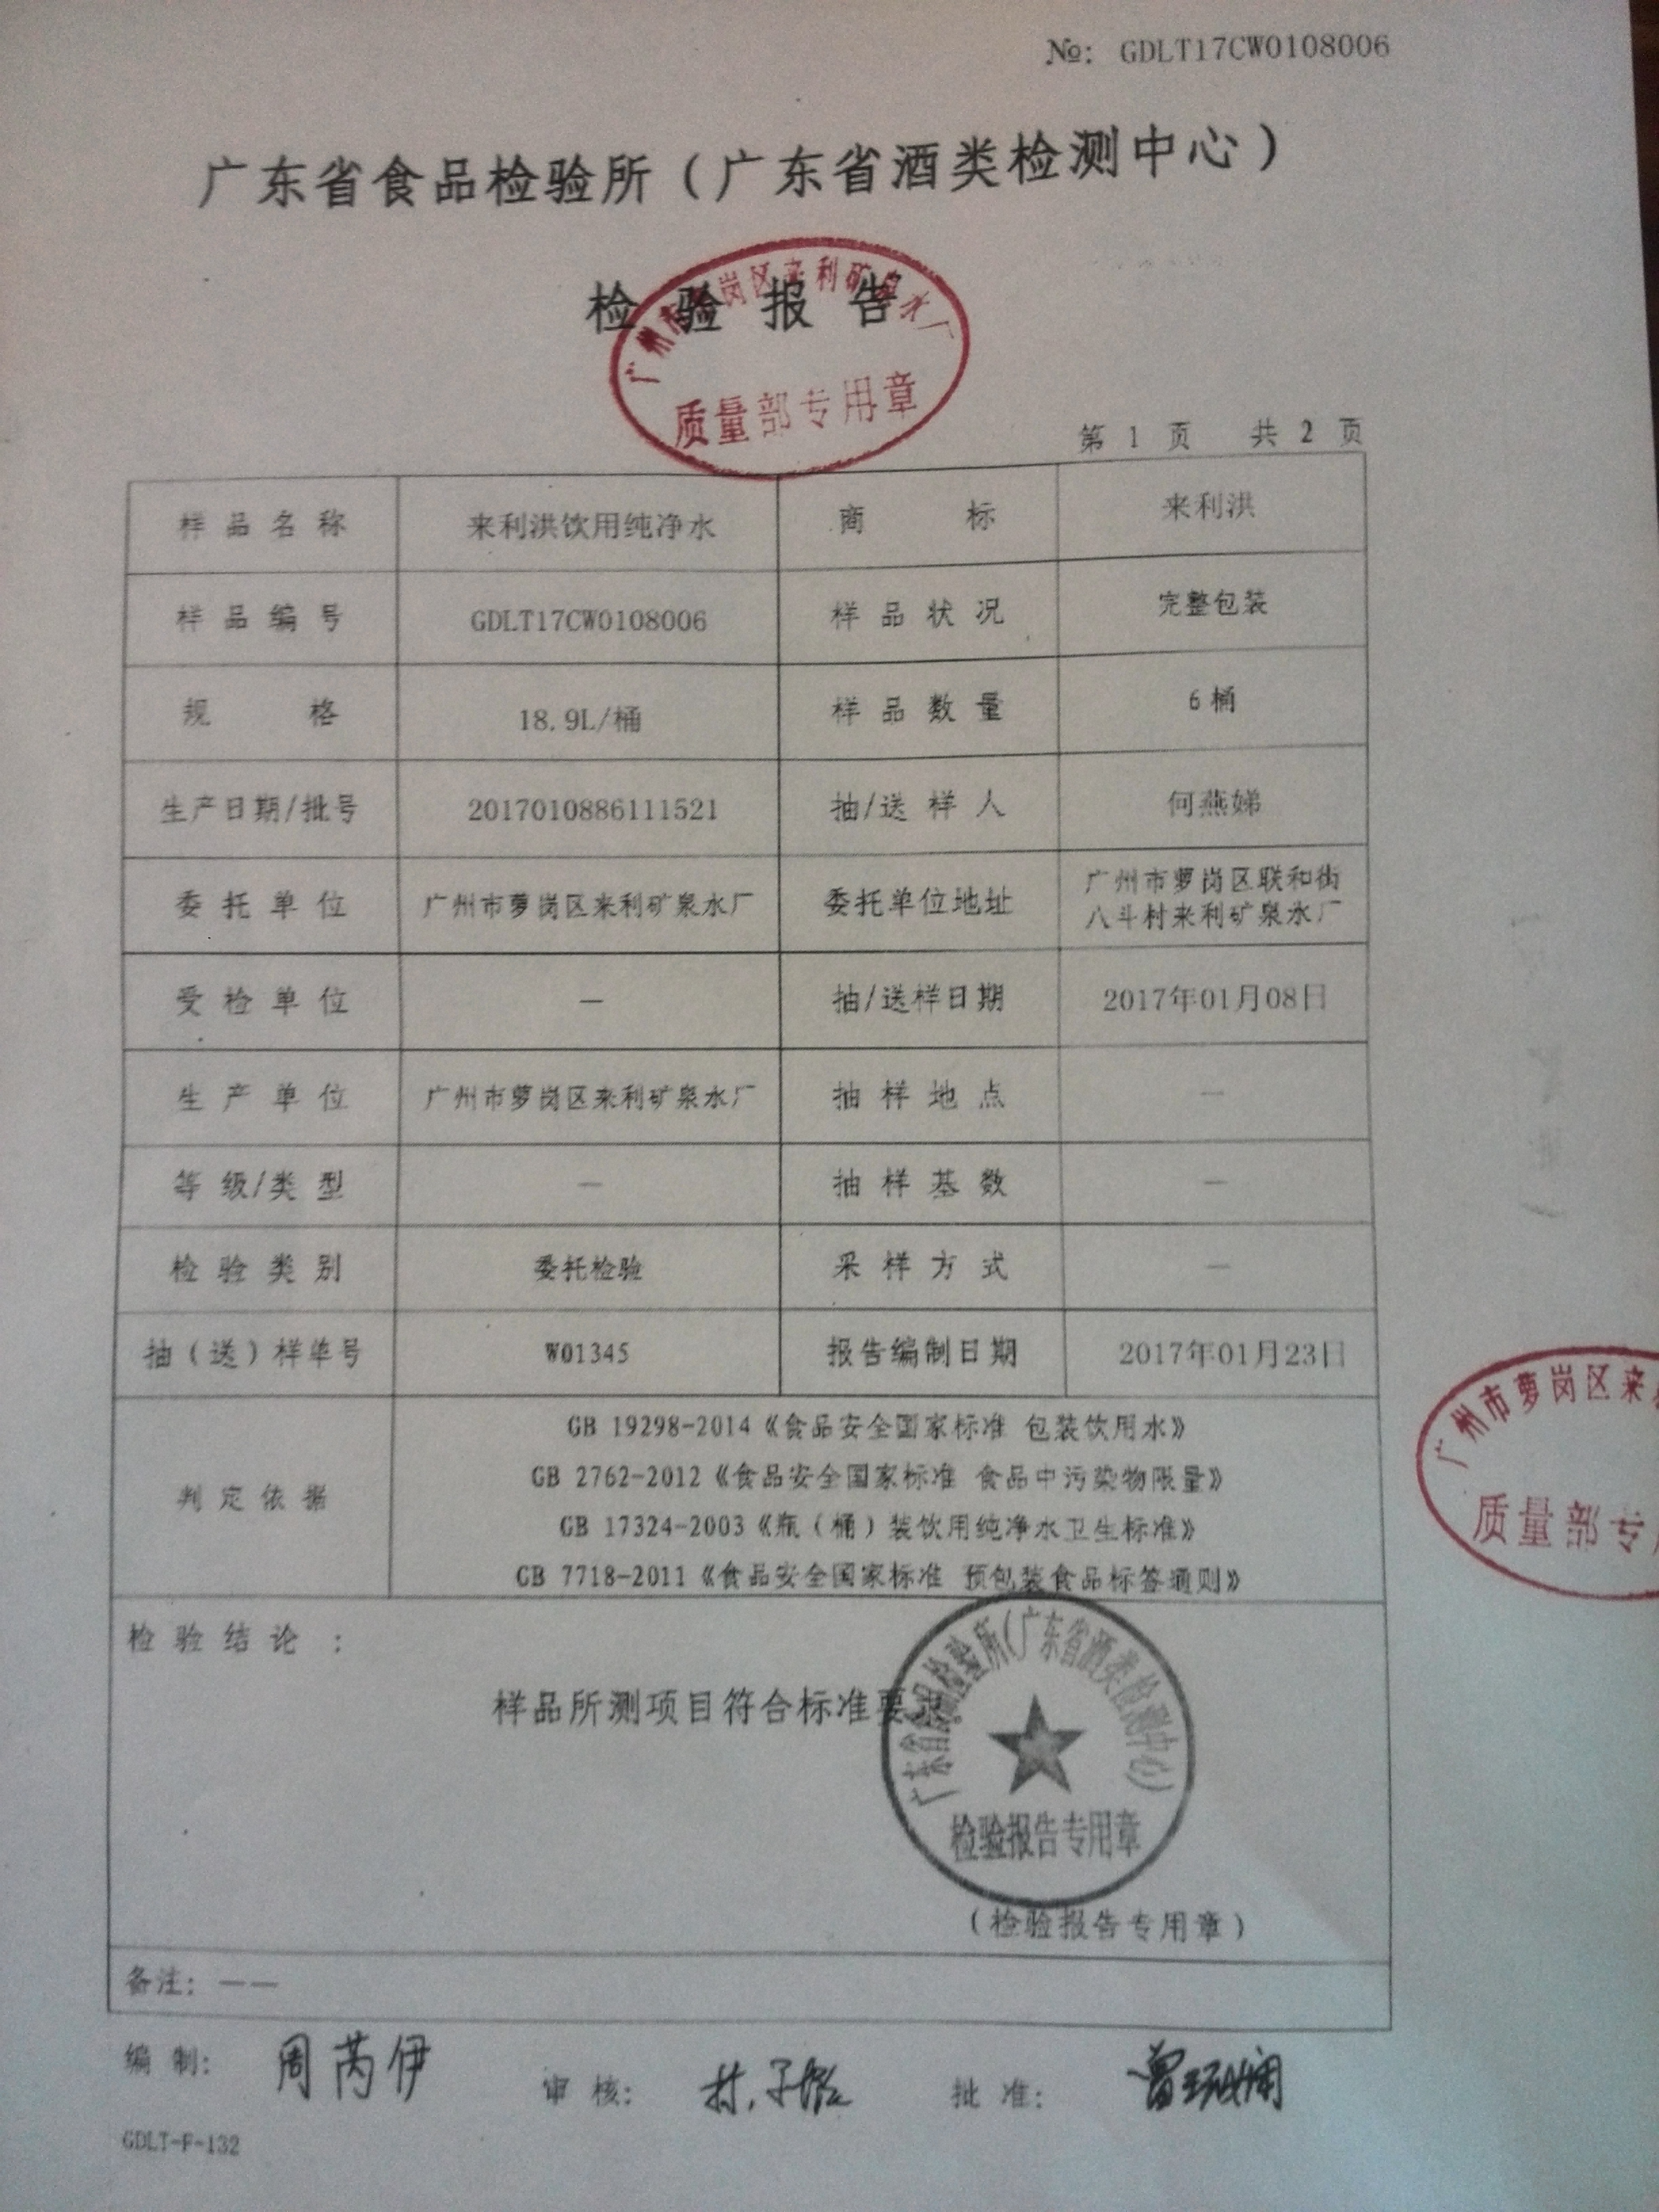 №: GDLT17CW0108006
广东省食品检验所（广东省酒类检测中心）
检验报告
广州市萝岗区来利矿泉水厂
质量部专用章
第 1 页 共 2 页
样品名称 来利洪饮用纯净水 商标 来利洪
样品编号 GDLT17CW0108006 样品状况 完整包装
规格 18.9L/桶 样品数量 6桶
生产日期/批号 2017010886111521 抽/送样人 何燕娣
委托单位 广州市萝岗区来利矿泉水厂 委托单位地址 广州市萝岗区联和街
八斗村来利矿泉水厂
受检单位 — 抽/送样日期 2017年01月08日
生产单位 广州市萝岗区来利矿泉水厂 抽样地点 —
等级/类型 — 抽样基数 —
检验类别 委托检验 采样方式 —
抽（送）样单号 W01345 报告编制日期 2017年01月23日
判定依据
GB 19298-2014《食品安全国家标准 包装饮用水》
GB 2762-2012《食品安全国家标准 食品中污染物限量》
GB 17324-2003《瓶（桶）装饮用纯净水卫生标准》
GB 7718-2011《食品安全国家标准 预包装食品标签通则》
广州市萝岗区来
质量部专
检验结论：
样品所测项目符合标准要求
广东省食品检验所(广东省酒类检测中心)
检验报告专用章
（检验报告专用章）
备注：——
编制: 周芮伊 审核: 批准:
GDLT-F-132